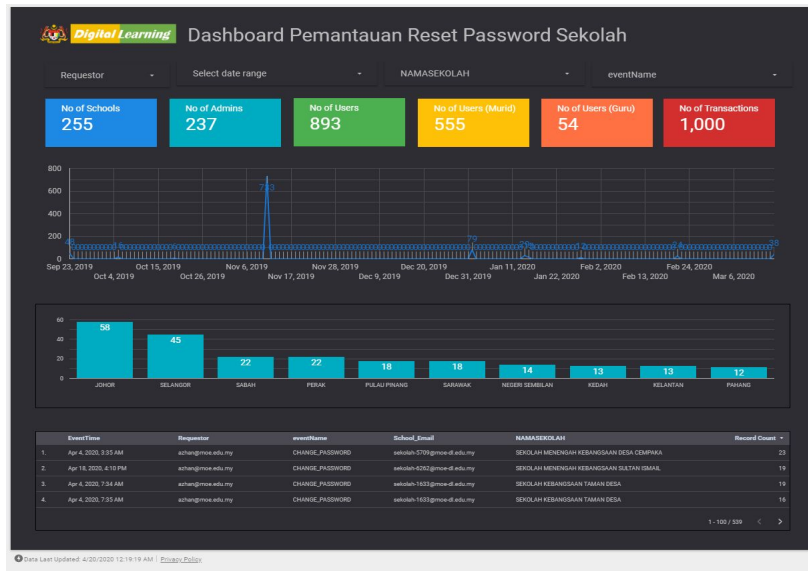 Digital Learning Dashboard Pemantauan Reset Password Sekolah
Requestor Select date range NAMASEKOLAH eventName
No of Schools No of Admins No of Users No of Users (Murid) No of Users (Guru) No of Transactions
255 237 893 555 54 1,000
800
600
400
200
0
48 16 733 79 12 24 38
Sep 23, 2019 Oct 15, 2019 Nov 6, 2019 Nov 28, 2019 Dec 20, 2019 Jan 11, 2020 Feb 2, 2020 Feb 24, 2020
Oct 4, 2019 Oct 26, 2019 Nov 17, 2019 Dec 9, 2019 Dec 31, 2019 Jan 22, 2020 Feb 13, 2020 Mar 6, 2020
60
40
20
0
58 45 22 22 18 18 14 13 13 12
JOHOR SELANGOR SABAH PERAK PULAU PINANG SARAWAK NEGERI SEMBILAN KEDAH KELANTAN PAHANG
EventTime Requestor eventName School_Email NAMASEKOLAH Record Count
1. Apr 4, 2020, 3:35 AM azhan@moe.edu.my CHANGE_PASSWORD sekolah-5709@moe-dl.edu.my SEKOLAH MENENGAH KEBANGSAAN DESA CEMPAKA 23
2. Apr 18, 2020, 4:10 PM azhan@moe.edu.my CHANGE_PASSWORD sekolah-6262@moe-dl.edu.my SEKOLAH MENENGAH KEBANGSAAN SULTAN ISMAIL 19
3. Apr 4, 2020, 7:34 AM azhan@moe.edu.my CHANGE_PASSWORD sekolah-1633@moe-dl.edu.my SEKOLAH KEBANGSAAN TAMAN DESA 19
4. Apr 4, 2020, 7:35 AM azhan@moe.edu.my CHANGE_PASSWORD sekolah-1633@moe-dl.edu.my SEKOLAH KEBANGSAAN TAMAN DESA 16
1 - 100 / 539 < >
Data Last Updated: 4/20/2020 12:19:19 AM | Privacy Policy